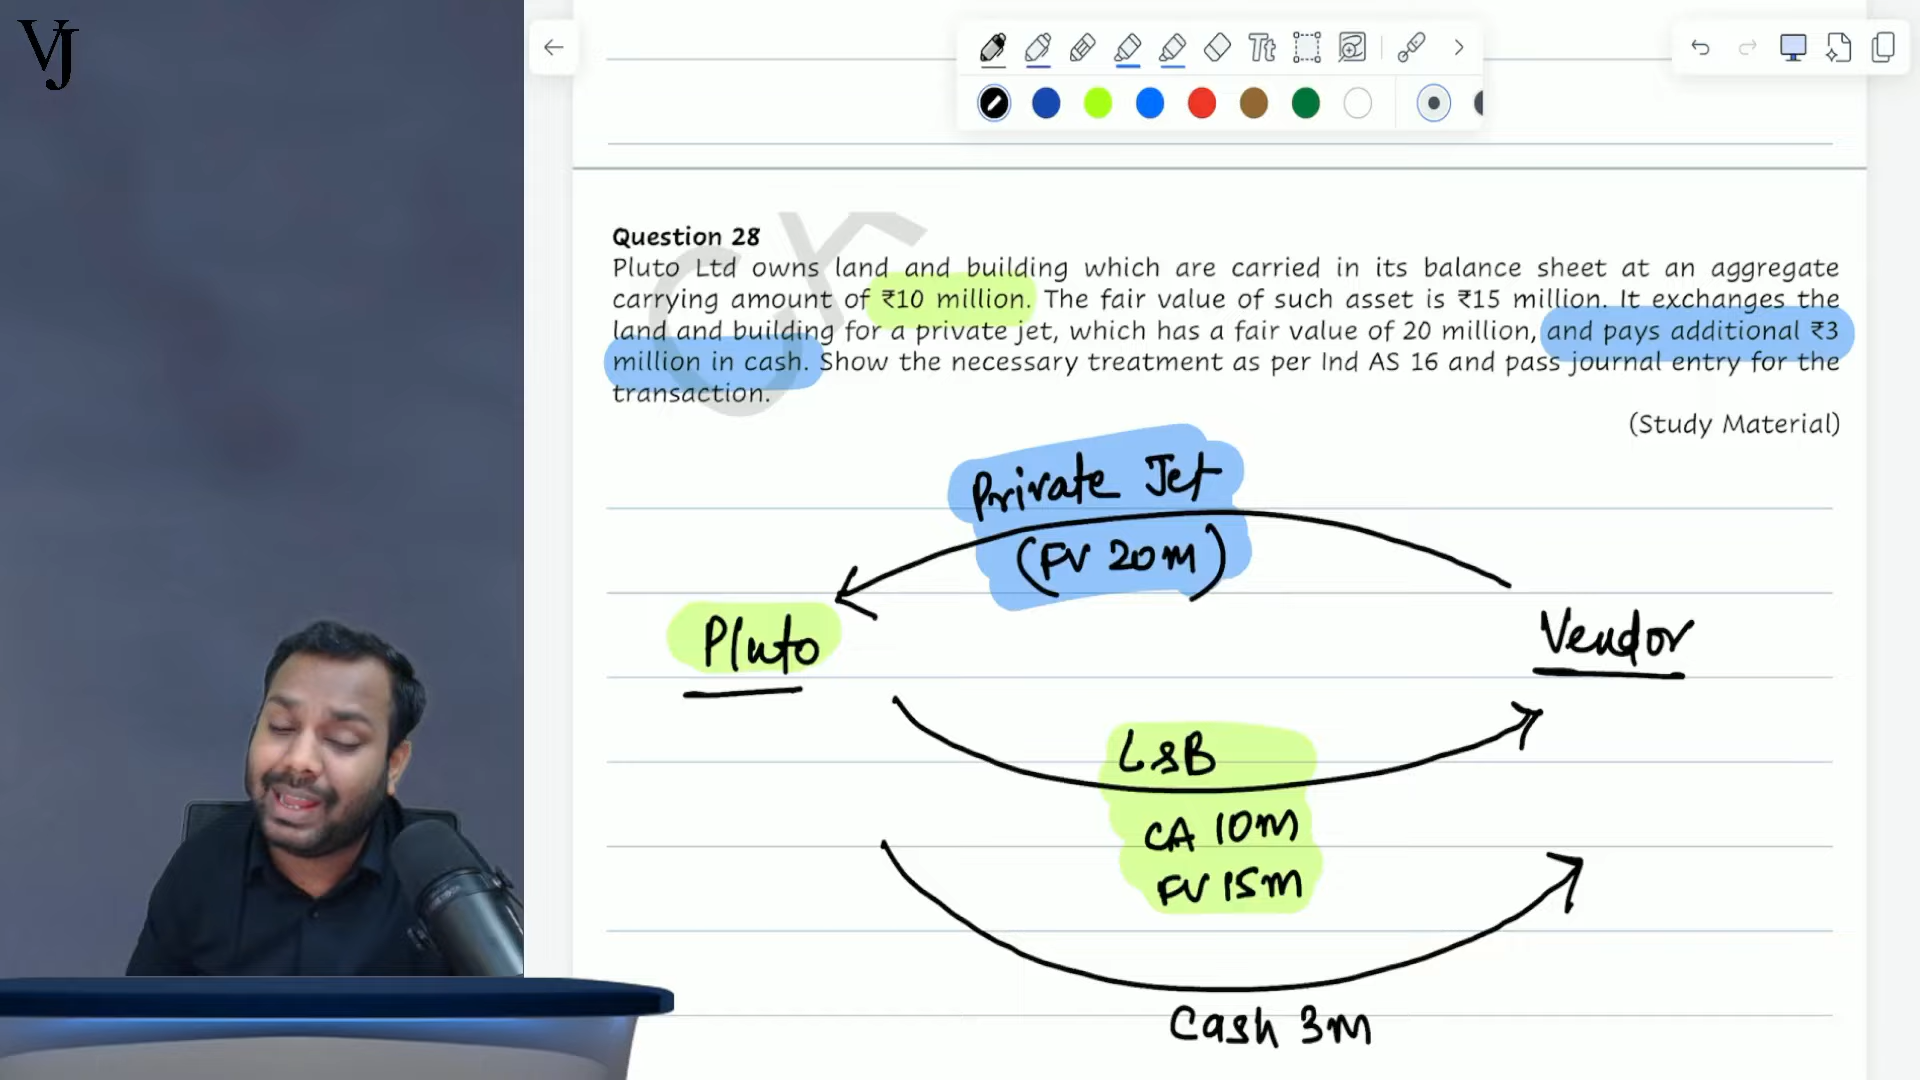 VJ
Tt
Question 28
Pluto Ltd owns land and building which are carried in its balance sheet at an aggregate
carrying amount of ₹10 million. The fair value of such asset is ₹15 million. It exchanges the
land and building for a private jet, which has a fair value of 20 million, and pays additional ₹3
million in cash. Show the necessary treatment as per Ind AS 16 and pass journal entry for the
transaction.
(Study Material)
Private Jet
(FV 20M)
Pluto
Vendor
L&B
CA 10M
FV 15M
Cash 3M